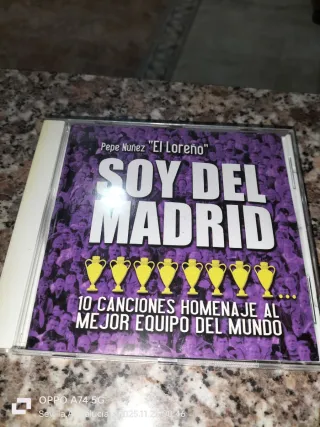 Pepe Nuñez "El Loreño"
SOY DEL
MADRID
...
10 CANCIONES HOMENAJE AL
MEJOR EQUIPO DEL MUNDO
OPPO A74 5G